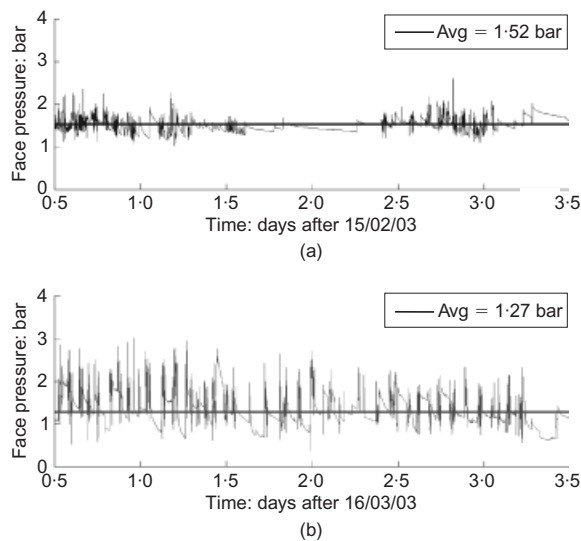 4
3
2
1
0
Face pressure: bar
Avg = 1·52 bar
0·5 1·0 1·5 2·0 2·5 3·0 3·5
Time: days after 15/02/03
(a)
4
3
2
1
0
Face pressure: bar
Avg = 1·27 bar
0·5 1·0 1·5 2·0 2·5 3·0 3·5
Time: days after 16/03/03
(b)